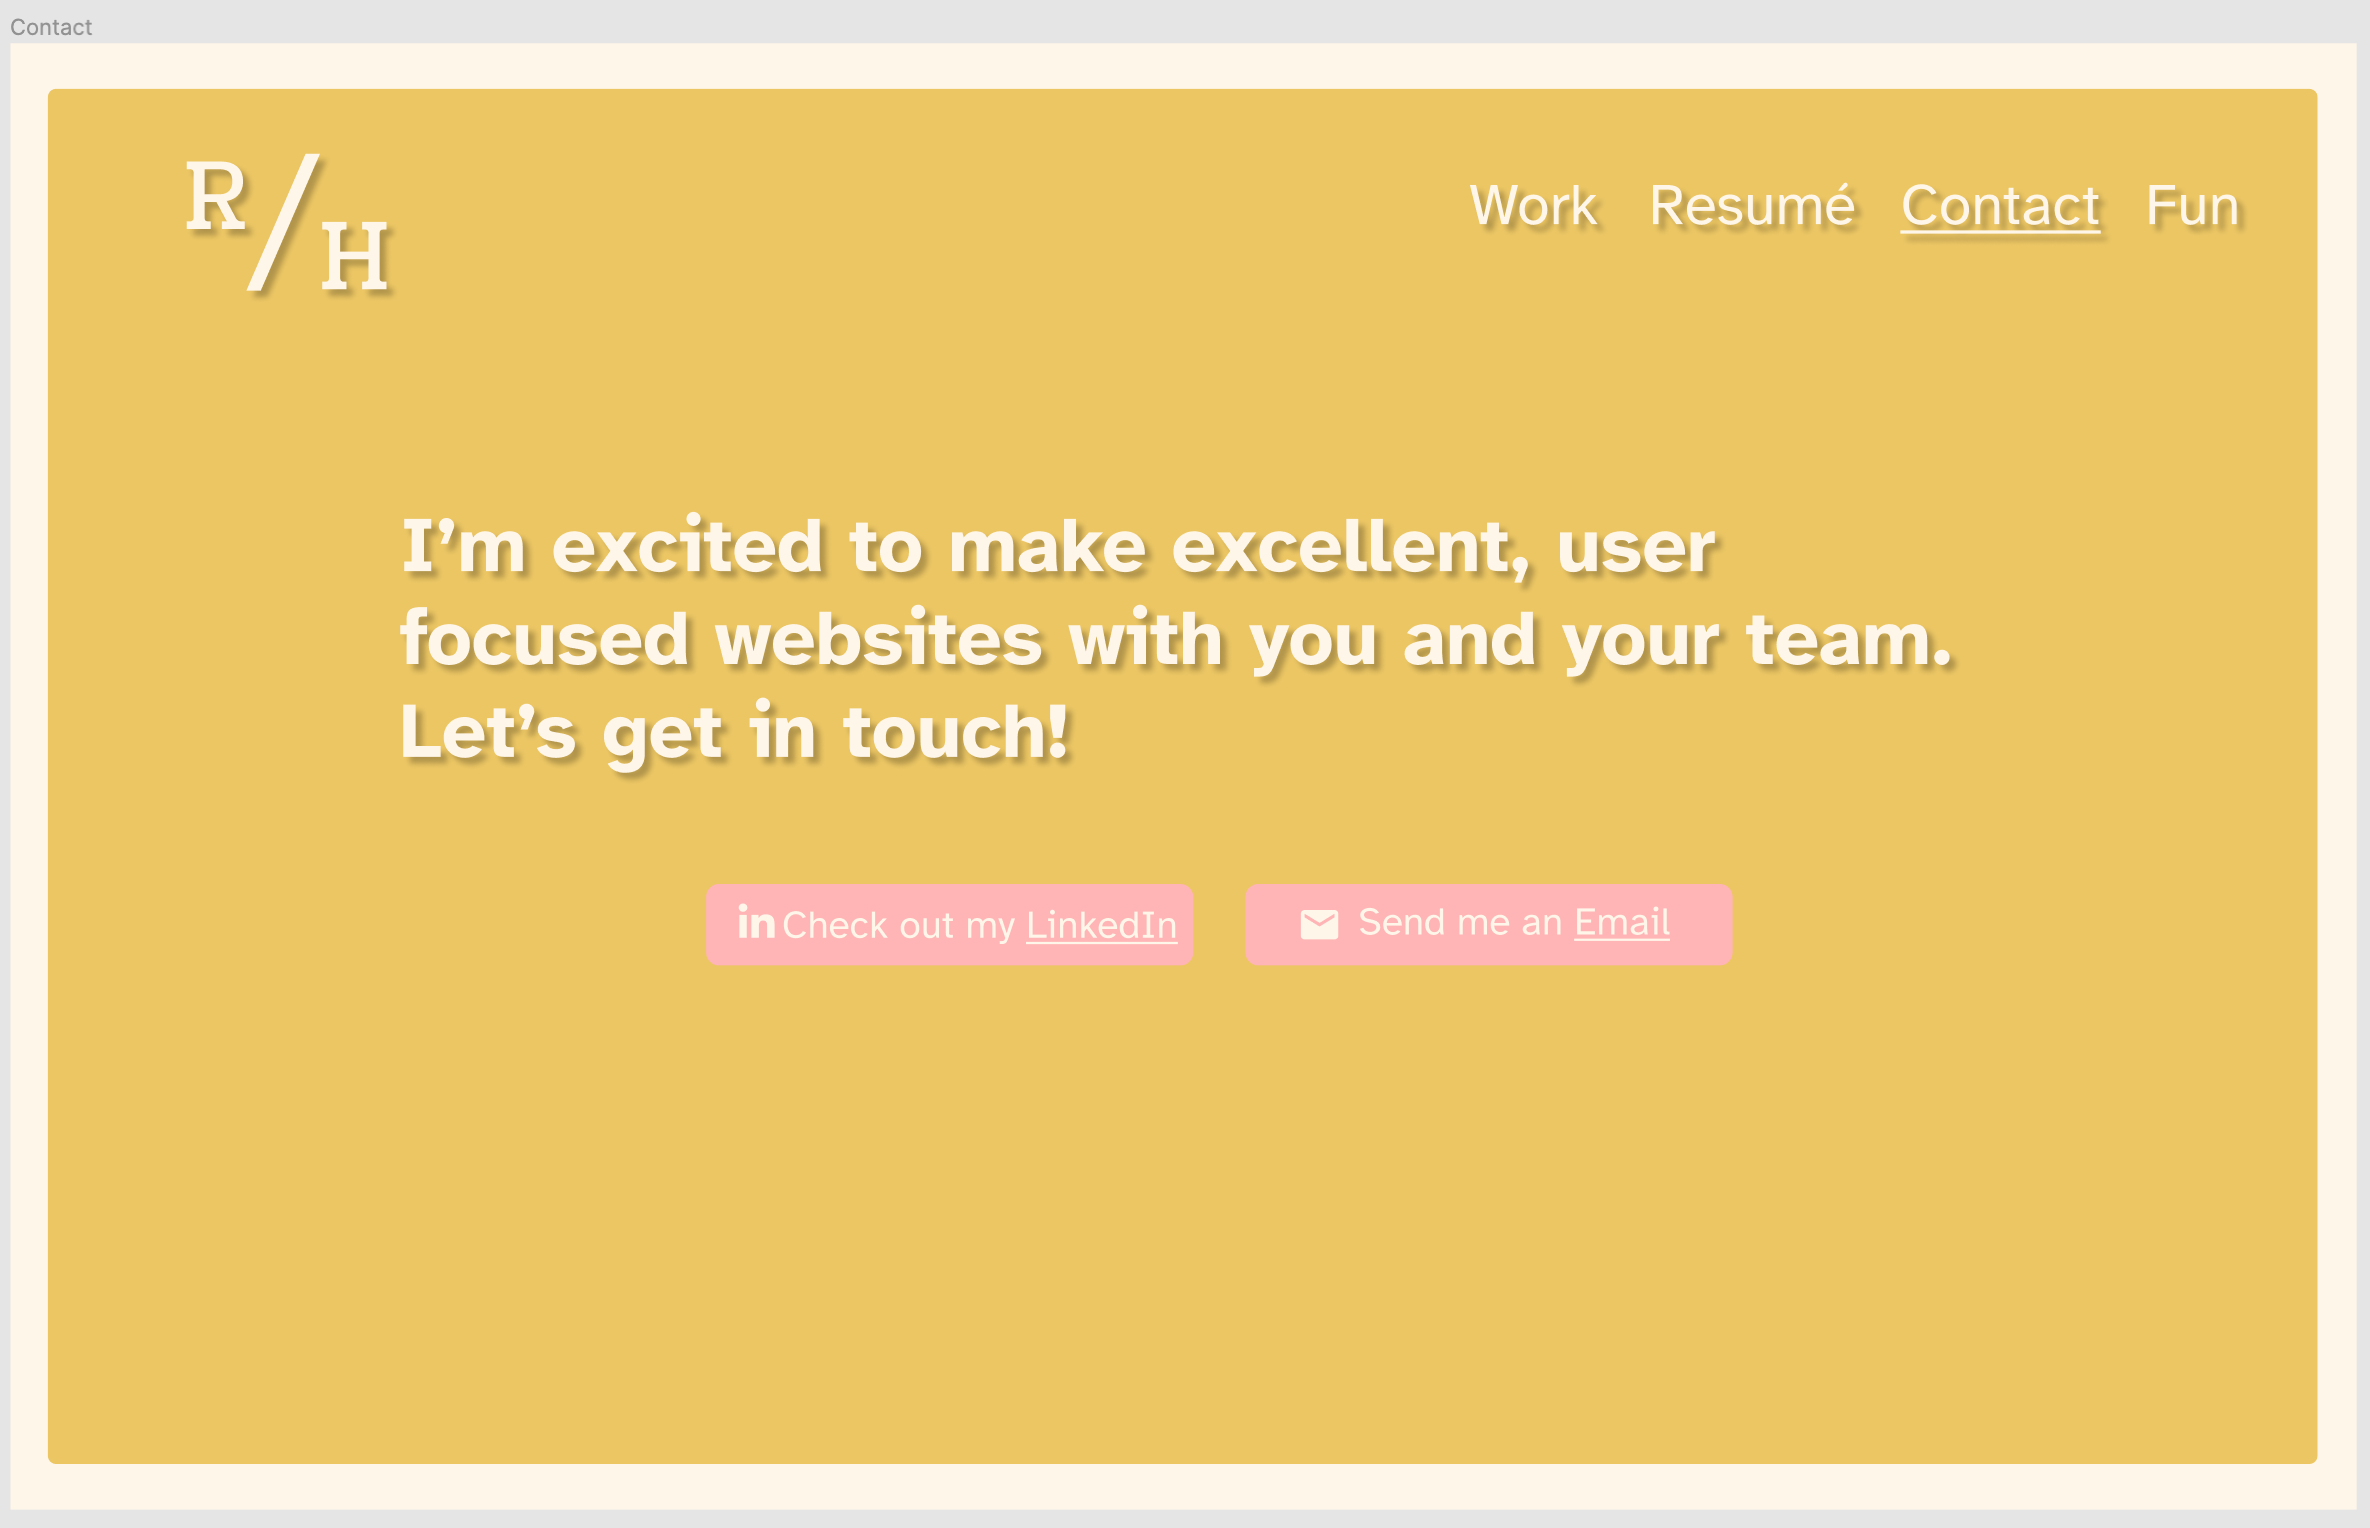 Contact
R/H
Work Resumé Contact Fun
I’m excited to make excellent, user
focused websites with you and your team.
Let’s get in touch!
in Check out my LinkedIn
Send me an Email